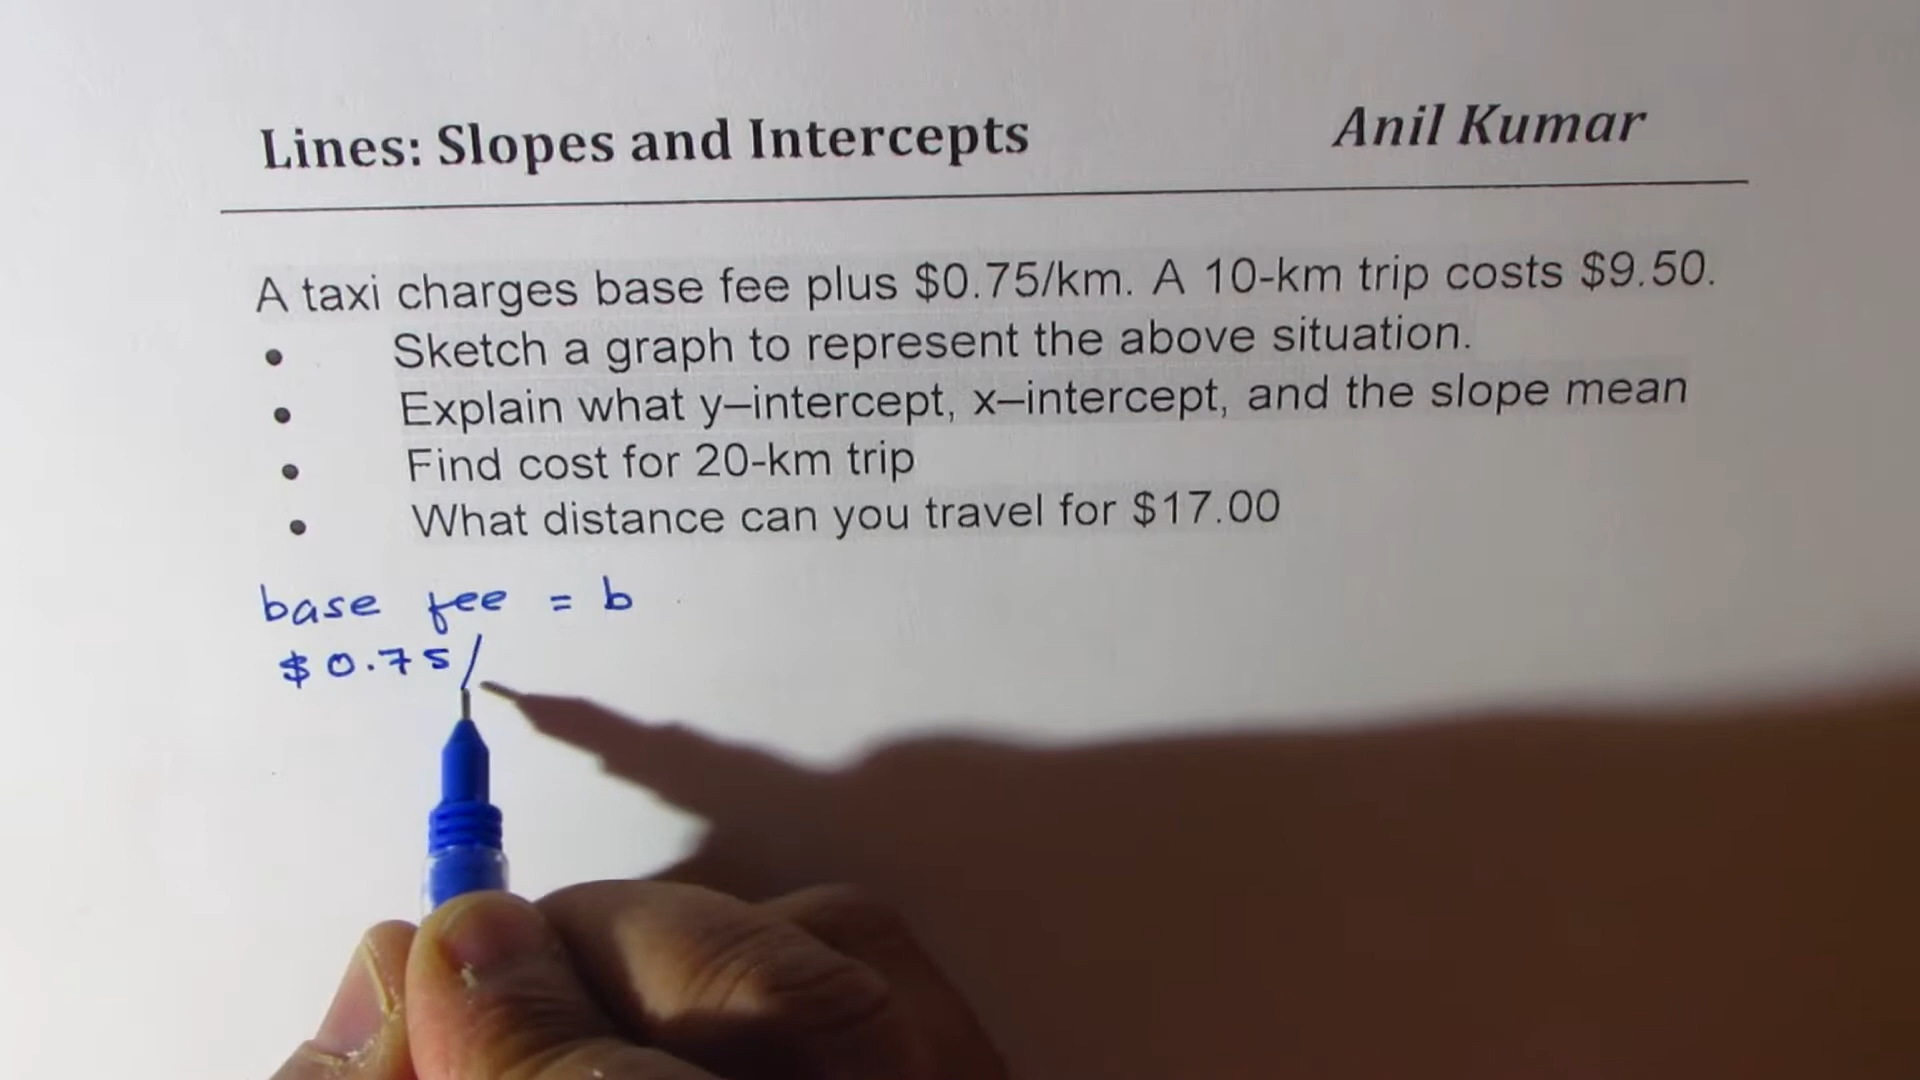 Lines: Slopes and Intercepts Anil Kumar
A taxi charges base fee plus $0.75/km. A 10-km trip costs $9.50.
• Sketch a graph to represent the above situation.
• Explain what y–intercept, x–intercept, and the slope mean
• Find cost for 20-km trip
• What distance can you travel for $17.00
base fee = b
$0.75/